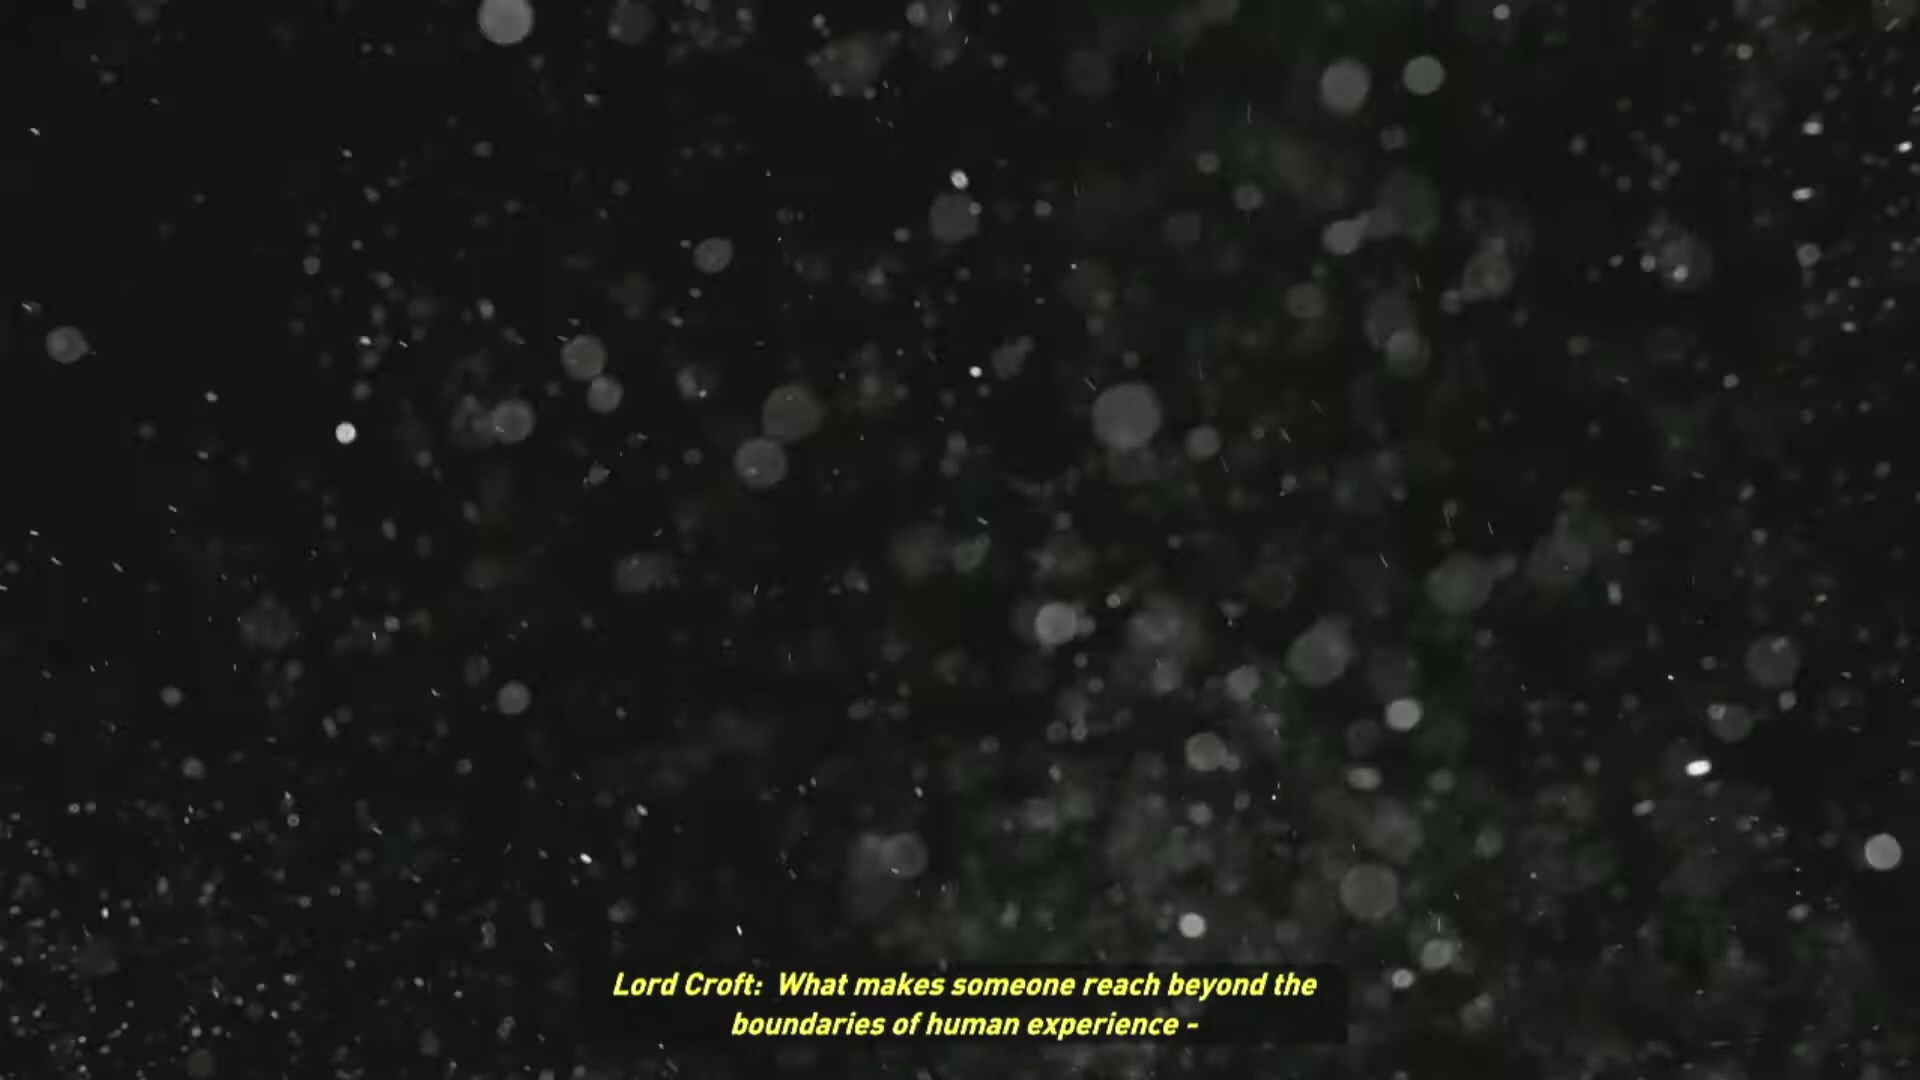 Lord Croft:  What makes someone reach beyond the
boundaries of human experience -